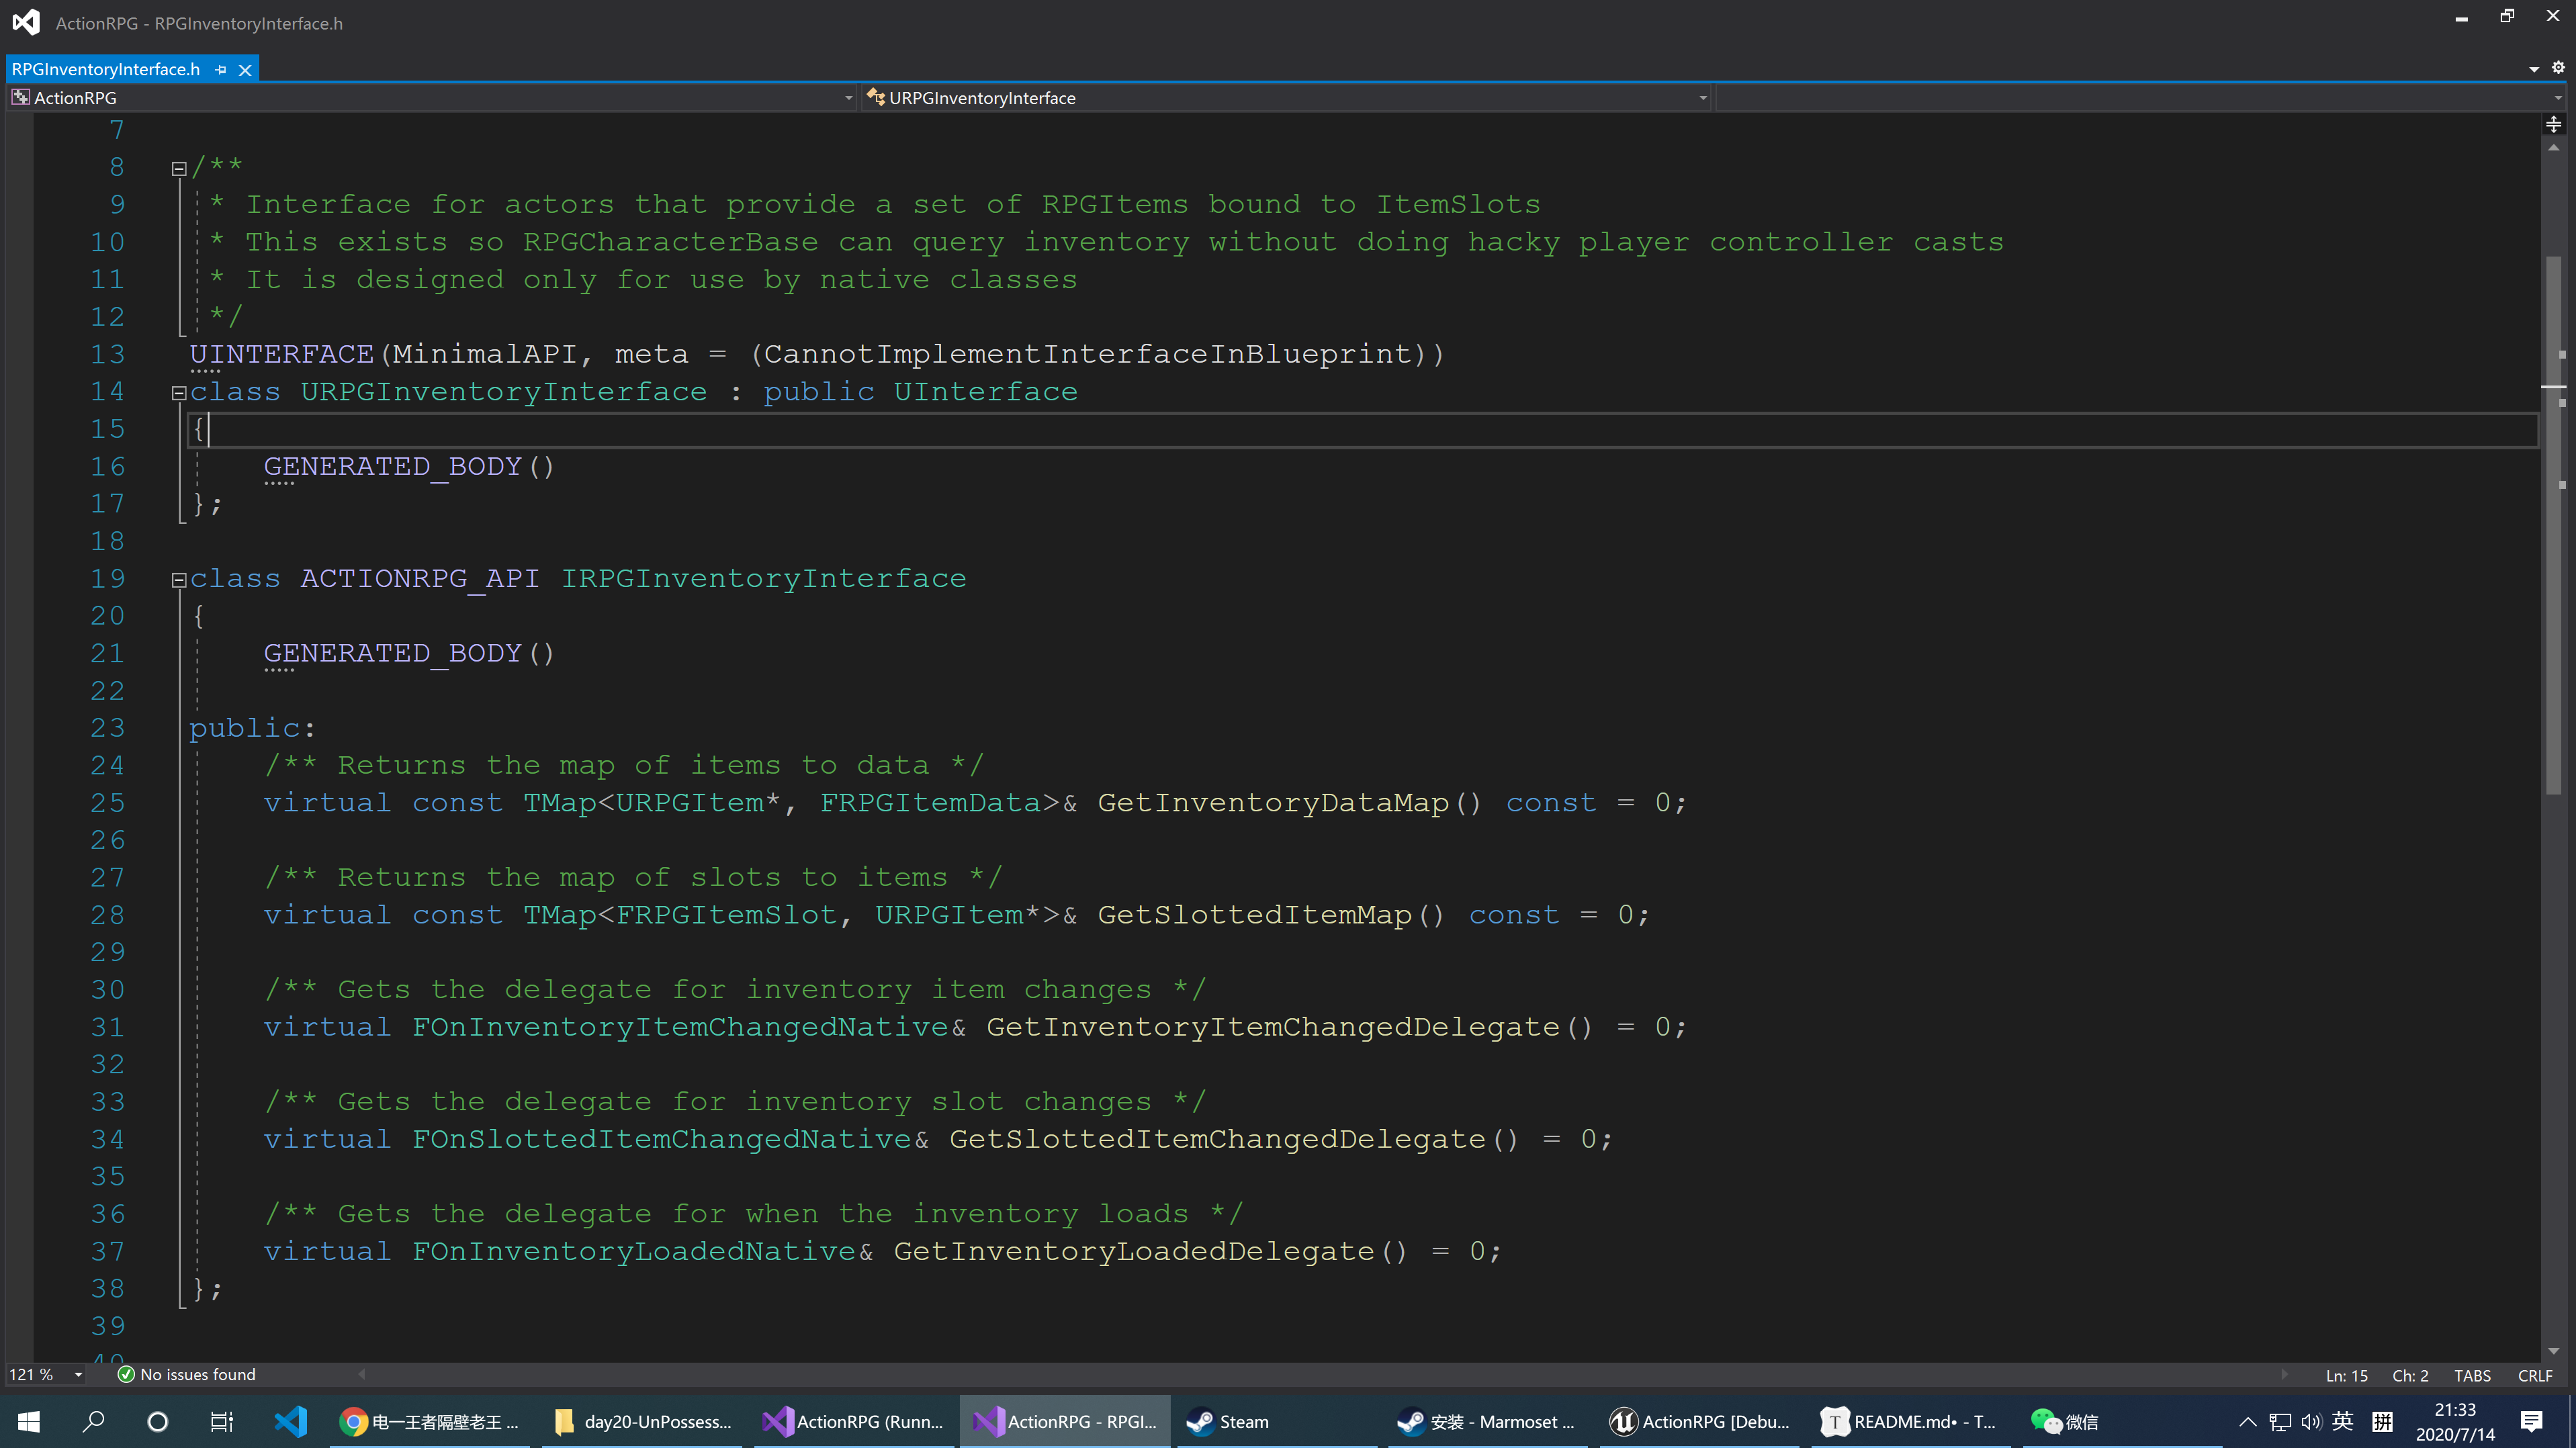 ActionRPG - RPGInventoryInterface.h
RPGInventoryInterface.h
ActionRPG
URPGInventoryInterface
7
8 /**
9 * Interface for actors that provide a set of RPGItems bound to ItemSlots
10 * This exists so RPGCharacterBase can query inventory without doing hacky player controller casts
11 * It is designed only for use by native classes
12 */
13 UINTERFACE(MinimalAPI, meta = (CannotImplementInterfaceInBlueprint))
14 class URPGInventoryInterface : public UInterface
15 {
16 GENERATED_BODY()
17 };
18
19 class ACTIONRPG_API IRPGInventoryInterface
20 {
21 GENERATED_BODY()
22
23 public:
24 /** Returns the map of items to data */
25 virtual const TMap<URPGItem*, FRPGItemData>& GetInventoryDataMap() const = 0;
26
27 /** Returns the map of slots to items */
28 virtual const TMap<FRPGItemSlot, URPGItem*>& GetSlottedItemMap() const = 0;
29
30 /** Gets the delegate for inventory item changes */
31 virtual FOnInventoryItemChangedNative& GetInventoryItemChangedDelegate() = 0;
32
33 /** Gets the delegate for inventory slot changes */
34 virtual FOnSlottedItemChangedNative& GetSlottedItemChangedDelegate() = 0;
35
36 /** Gets the delegate for when the inventory loads */
37 virtual FOnInventoryLoadedNative& GetInventoryLoadedDelegate() = 0;
38 };
39
40
121 % No issues found Ln: 15 Ch: 2 TABS CRLF
电一王者隔壁老王 ... day20-UnPossess... ActionRPG (Runn... ActionRPG - RPGI... Steam 安装 - Marmoset ... ActionRPG [Debu... README.md• - T... 微信 英 拼 21:33
2020/7/14